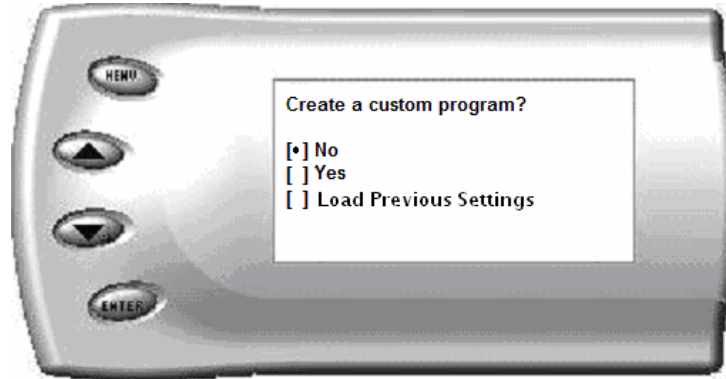 MENU
Create a custom program?
[•] No
[ ] Yes
[ ] Load Previous Settings
ENTER